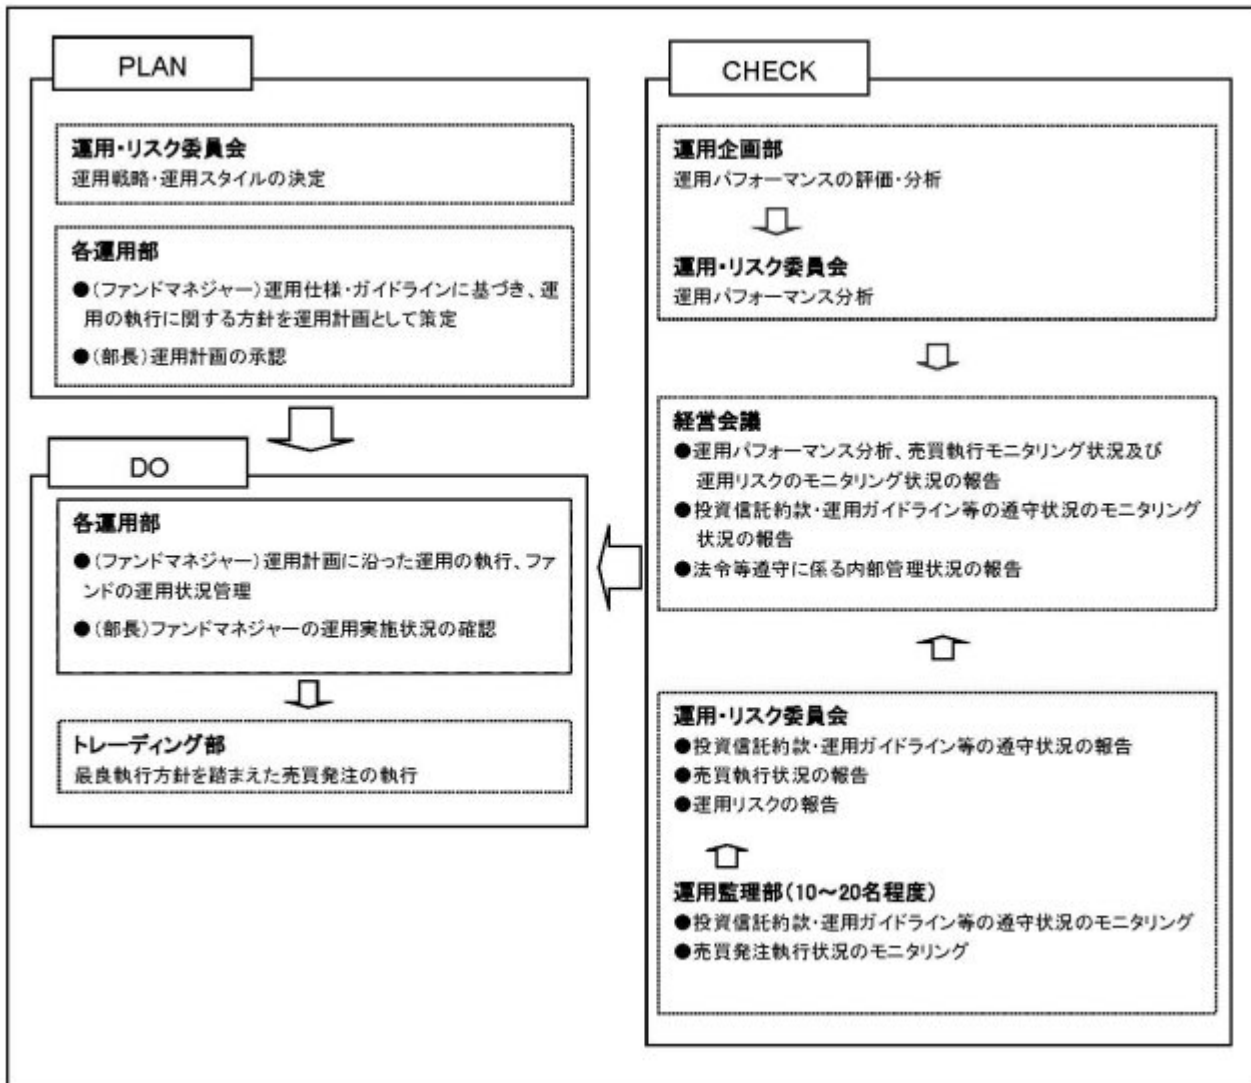 PLAN
運用・リスク委員会
運用戦略・運用スタイルの決定
各運用部
●(ファンドマネジャー)運用仕様・ガイドラインに基づき、運
用の執行に関する方針を運用計画として策定
●(部長)運用計画の承認
DO
各運用部
●(ファンドマネジャー)運用計画に沿った運用の執行、ファ
ンドの運用状況管理
●(部長)ファンドマネジャーの運用実施状況の確認
トレーディング部
最良執行方針を踏まえた売買発注の執行
CHECK
運用企画部
運用パフォーマンスの評価・分析
運用・リスク委員会
運用パフォーマンス分析
経営会議
●運用パフォーマンス分析、売買執行モニタリング状況及び
運用リスクのモニタリング状況の報告
●投資信託約款・運用ガイドライン等の遵守状況のモニタリング
状況の報告
●法令等遵守に係る内部管理状況の報告
運用・リスク委員会
●投資信託約款・運用ガイドライン等の遵守状況の報告
●売買執行状況の報告
●運用リスクの報告
運用監理部(10～20名程度)
●投資信託約款・運用ガイドライン等の遵守状況のモニタリング
●売買発注執行状況のモニタリング